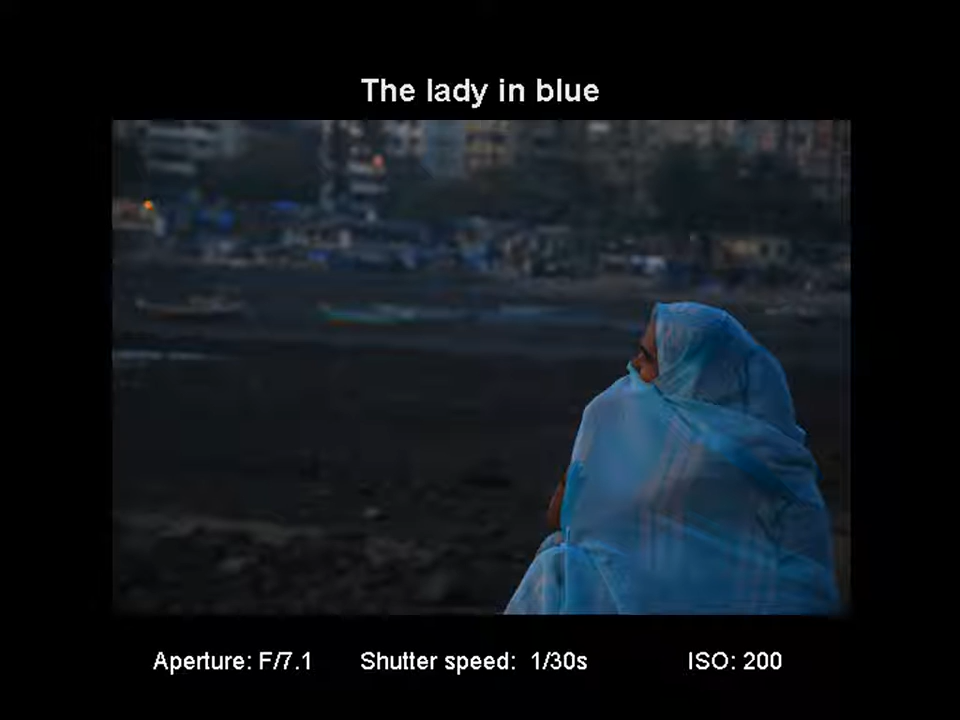 The lady in blue
Aperture: F/7.1 Shutter speed: 1/30s ISO: 200